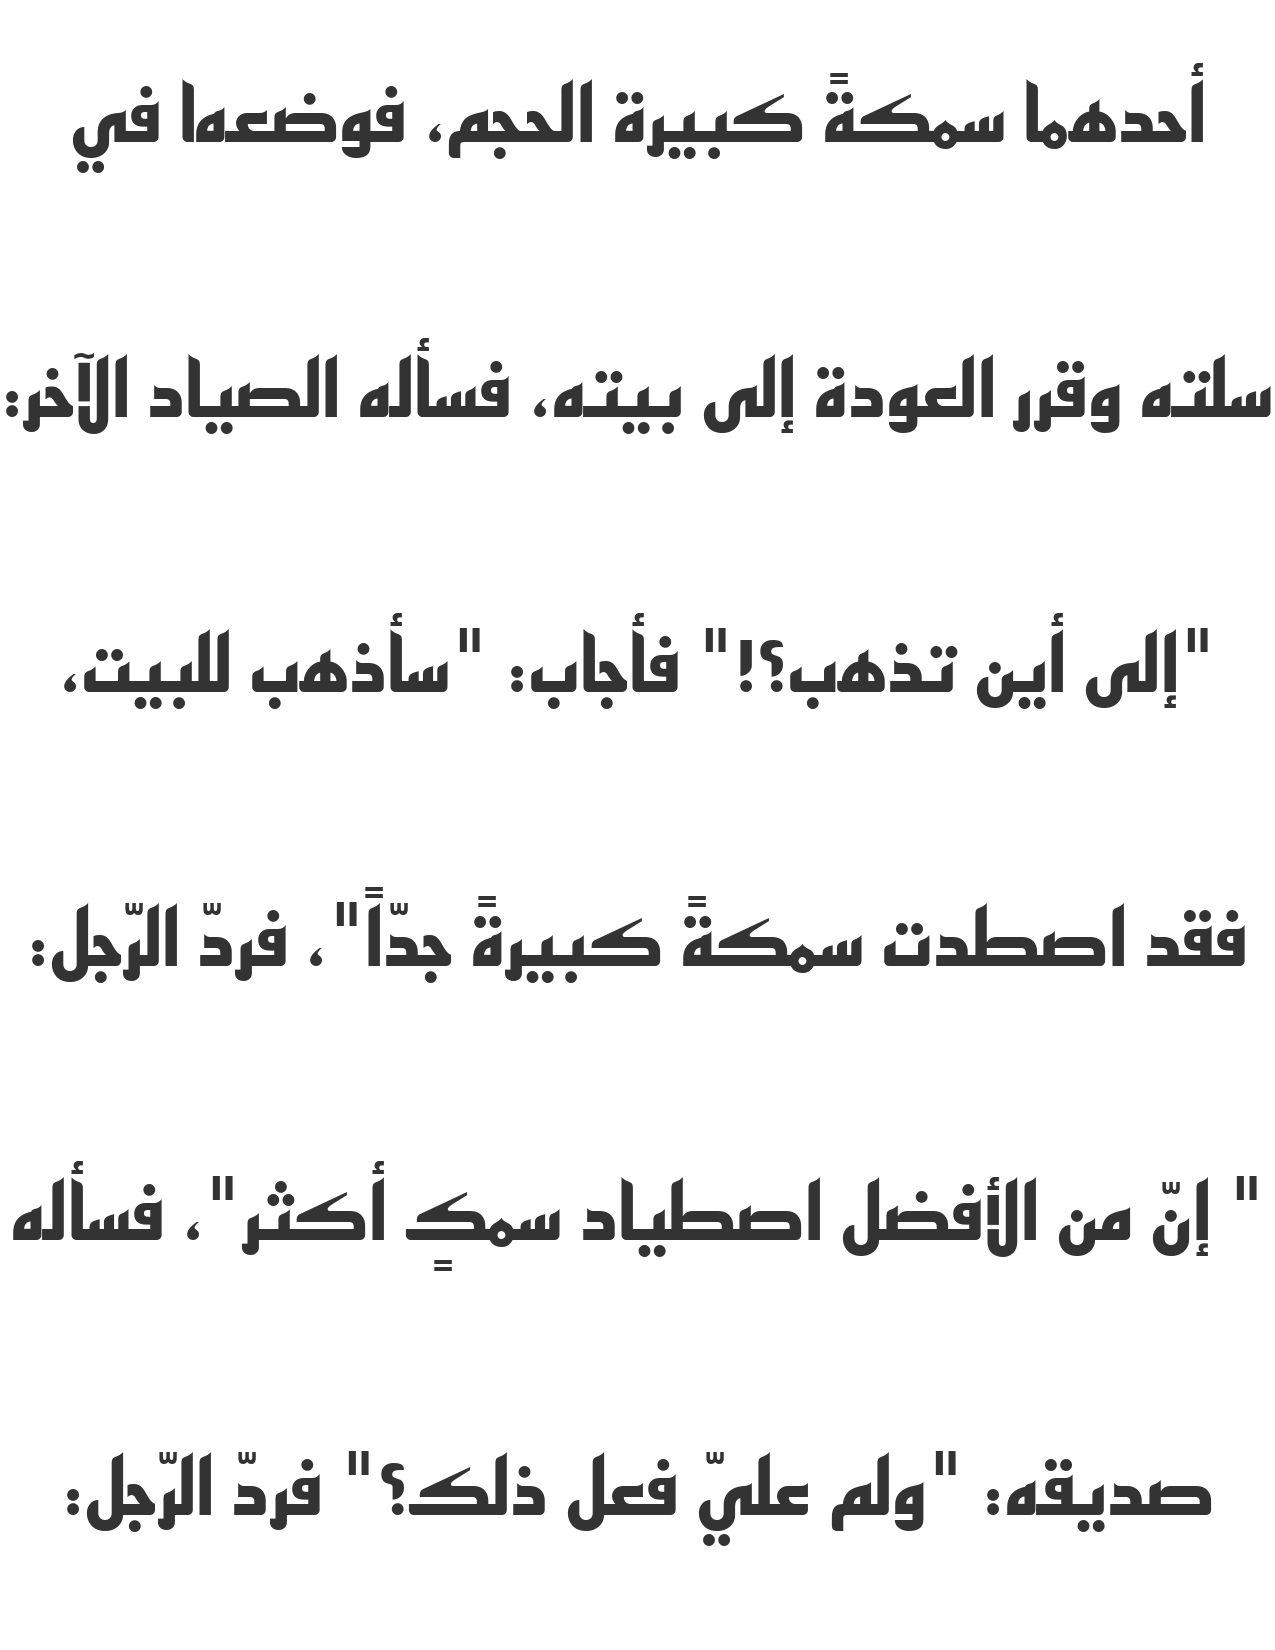 أحدهما سمكةً كبيرة الحجم، فوضعها في
سلته وقرر العودة إلى بيته، فسأله الصياد الآخر:
"إلى أين تذهب؟!" فأجاب: "سأذهب للبيت،
فقد اصطدت سمكةً كبيرةً جدّاً"، فردّ الرّجل:
" إنّ من الأفضل اصطياد سمكٍ أكثر"، فسأله
صديقه: "ولم عليّ فعل ذلك؟" فردّ الرّجل: